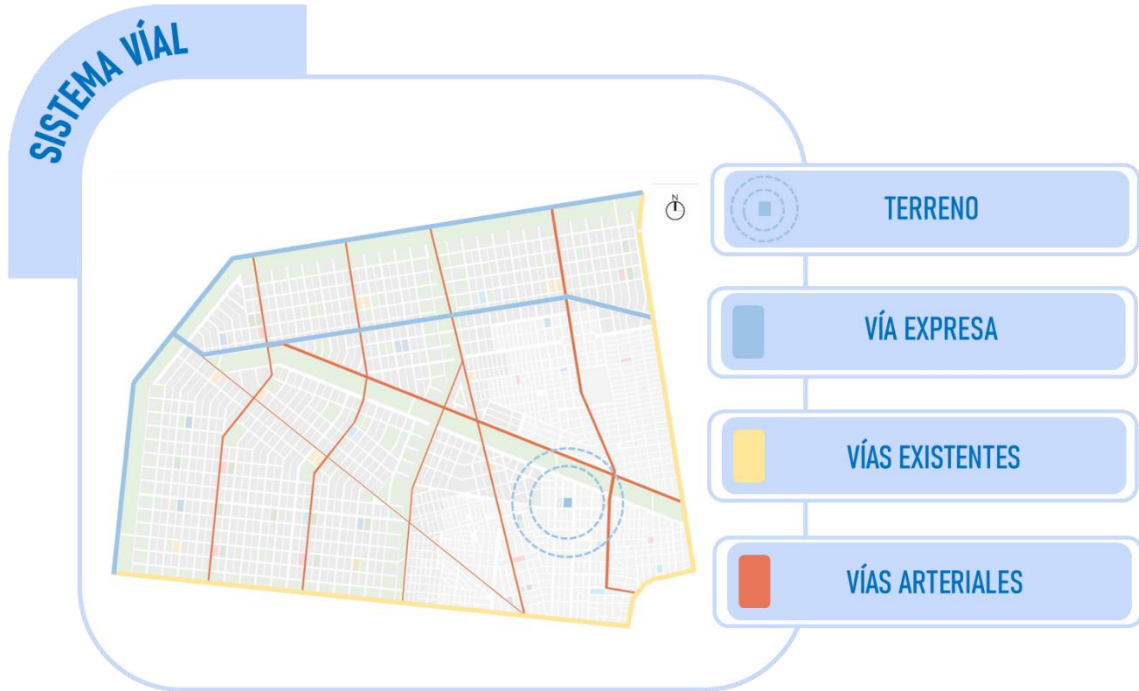 SISTEMA VÍAL
N
TERRENO
VÍA EXPRESA
VÍAS EXISTENTES
VÍAS ARTERIALES